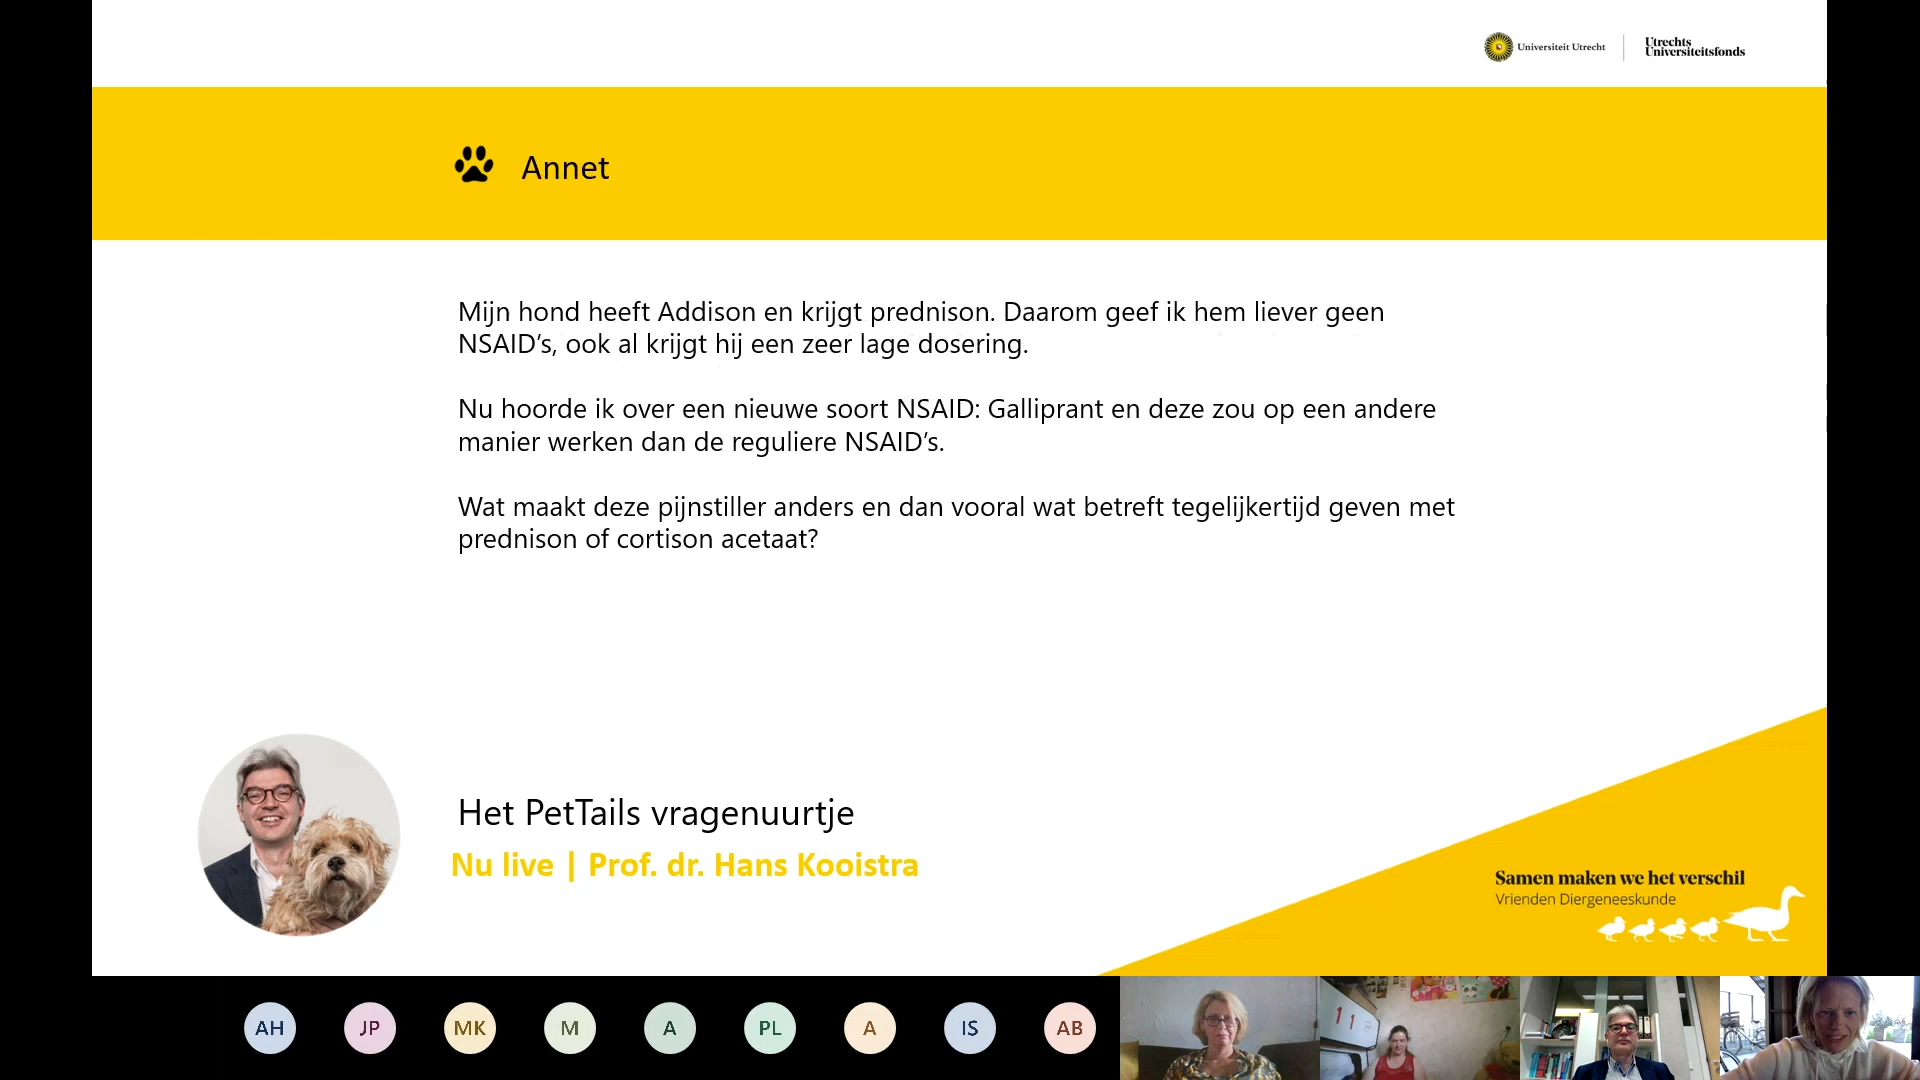 Universiteit Utrecht
Utrechts
Universiteitsfonds
Annet
Mijn hond heeft Addison en krijgt prednison. Daarom geef ik hem liever geen
NSAID’s, ook al krijgt hij een zeer lage dosering.
Nu hoorde ik over een nieuwe soort NSAID: Galliprant en deze zou op een andere
manier werken dan de reguliere NSAID’s.
Wat maakt deze pijnstiller anders en dan vooral wat betreft tegelijkertijd geven met
prednison of cortison acetaat?
Het PetTails vragenuurtje
Nu live | Prof. dr. Hans Kooistra
Samen maken we het verschil
Vrienden Diergeneeskunde
AH
JP
MK
M
A
PL
A
IS
AB